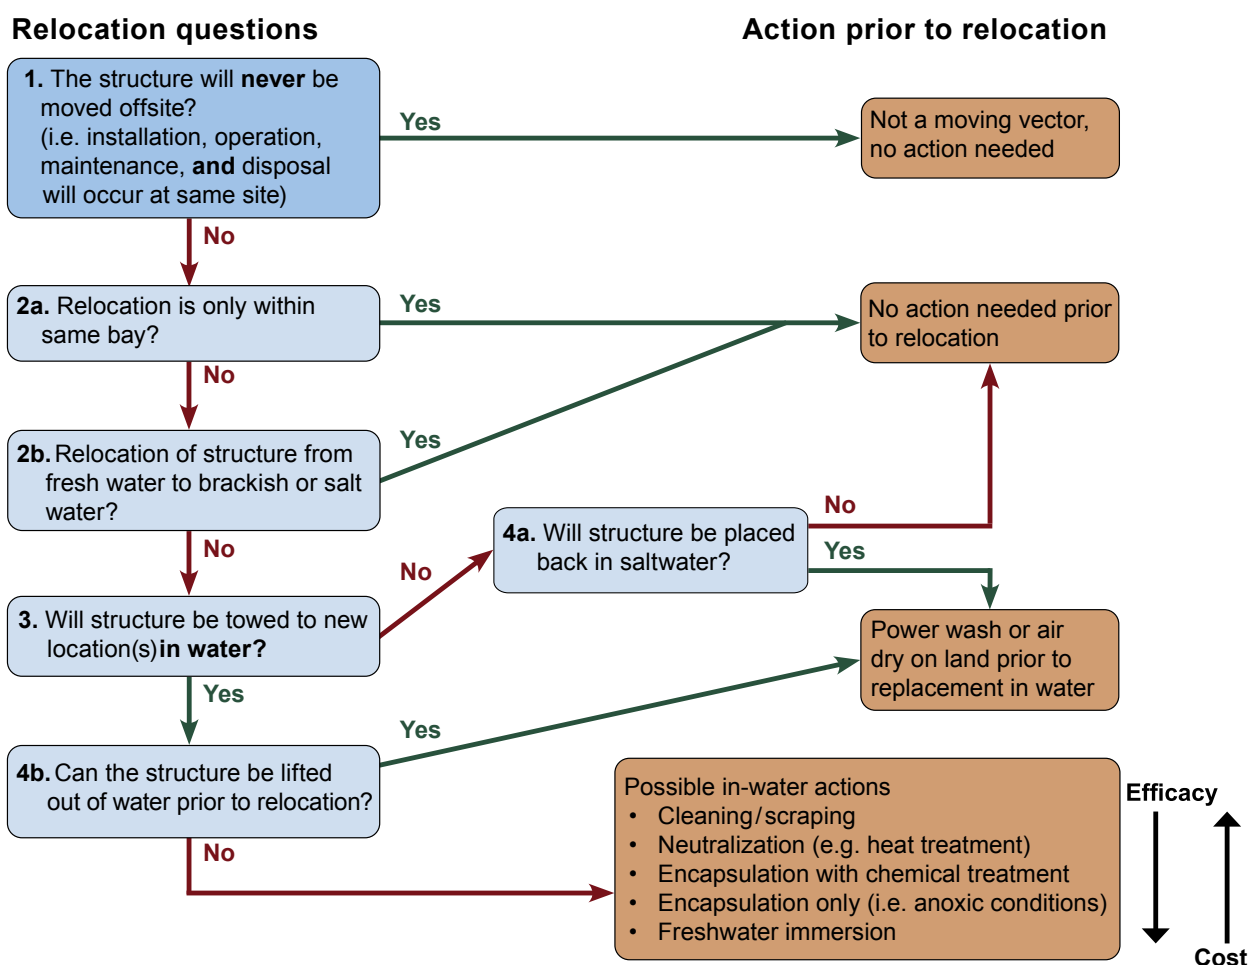 Relocation questions
Action prior to relocation
1. The structure will never be
moved offsite?
(i.e. installation, operation,
maintenance, and disposal
will occur at same site)
Yes
Not a moving vector,
no action needed
No
2a. Relocation is only within
same bay?
Yes
No action needed prior
to relocation
No
2b. Relocation of structure from
fresh water to brackish or salt
water?
Yes
No
4a. Will structure be placed
back in saltwater?
No
Yes
3. Will structure be towed to new
location(s) in water?
No
Yes
Power wash or air
dry on land prior to
replacement in water
4b. Can the structure be lifted
out of water prior to relocation?
Yes
No
Possible in-water actions
• Cleaning/scraping
• Neutralization (e.g. heat treatment)
• Encapsulation with chemical treatment
• Encapsulation only (i.e. anoxic conditions)
• Freshwater immersion
Efficacy
Cost